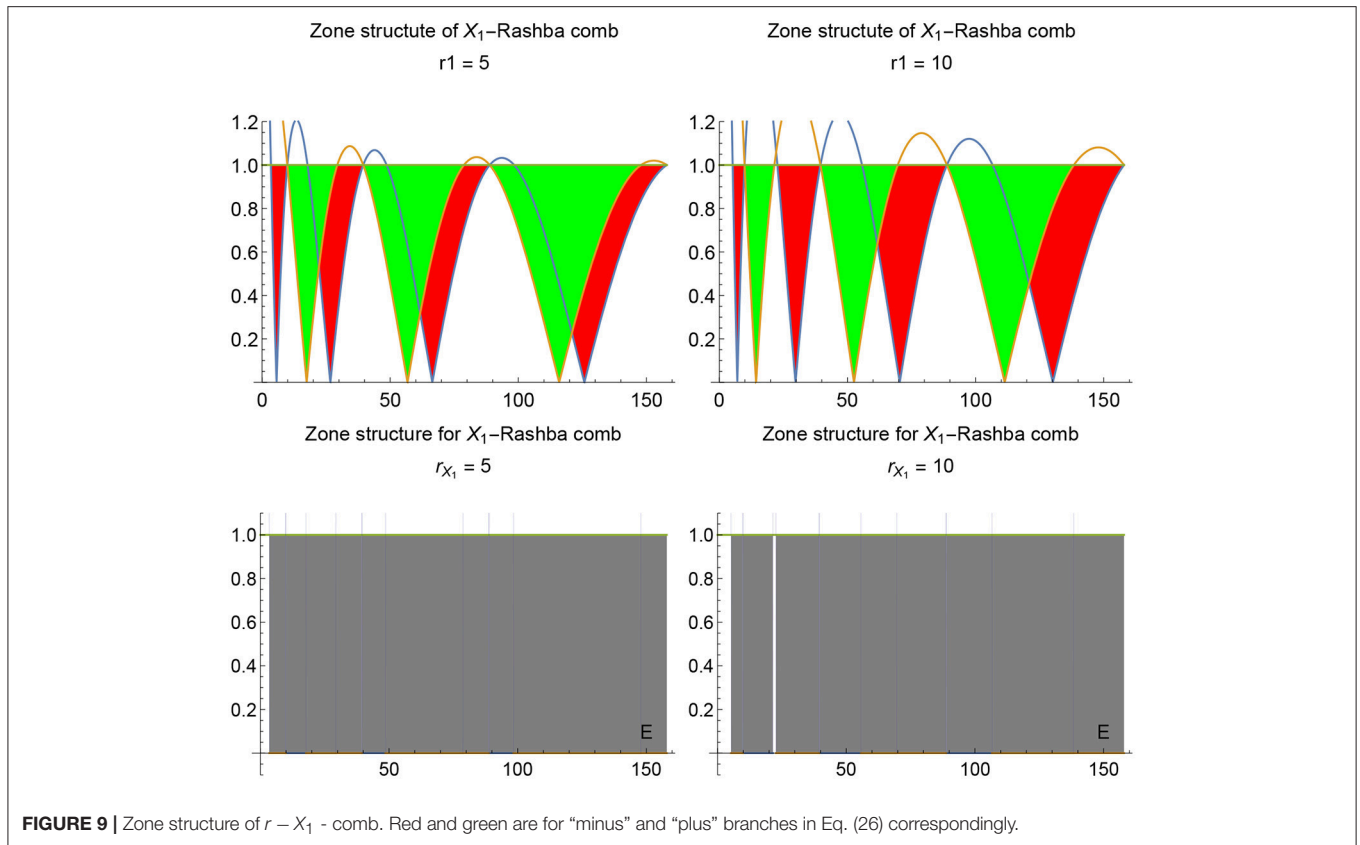 Zone structute of X₁–Rashba comb
r1 = 5
1.2
1.0
0.8
0.6
0.4
0.2
0 50 100 150
Zone structute of X₁–Rashba comb
r1 = 10
1.2
1.0
0.8
0.6
0.4
0.2
0 50 100 150
Zone structure for X₁–Rashba comb
r_X₁ = 5
1.0
0.8
0.6
0.4
0.2
E
0 50 100 150
Zone structure for X₁–Rashba comb
r_X₁ = 10
1.0
0.8
0.6
0.4
0.2
E
0 50 100 150
FIGURE 9 | Zone structure of r − X₁ - comb. Red and green are for “minus” and “plus” branches in Eq. (26) correspondingly.